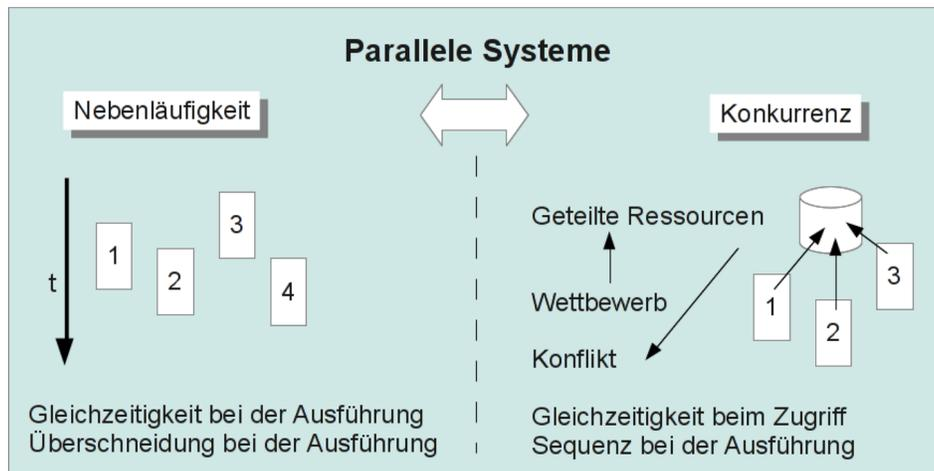 Parallele Systeme
Nebenläufigkeit
t
1
2
3
4
Gleichzeitigkeit bei der Ausführung
Überschneidung bei der Ausführung
Konkurrenz
Geteilte Ressourcen
Wettbewerb
Konflikt
1
2
3
Gleichzeitigkeit beim Zugriff
Sequenz bei der Ausführung